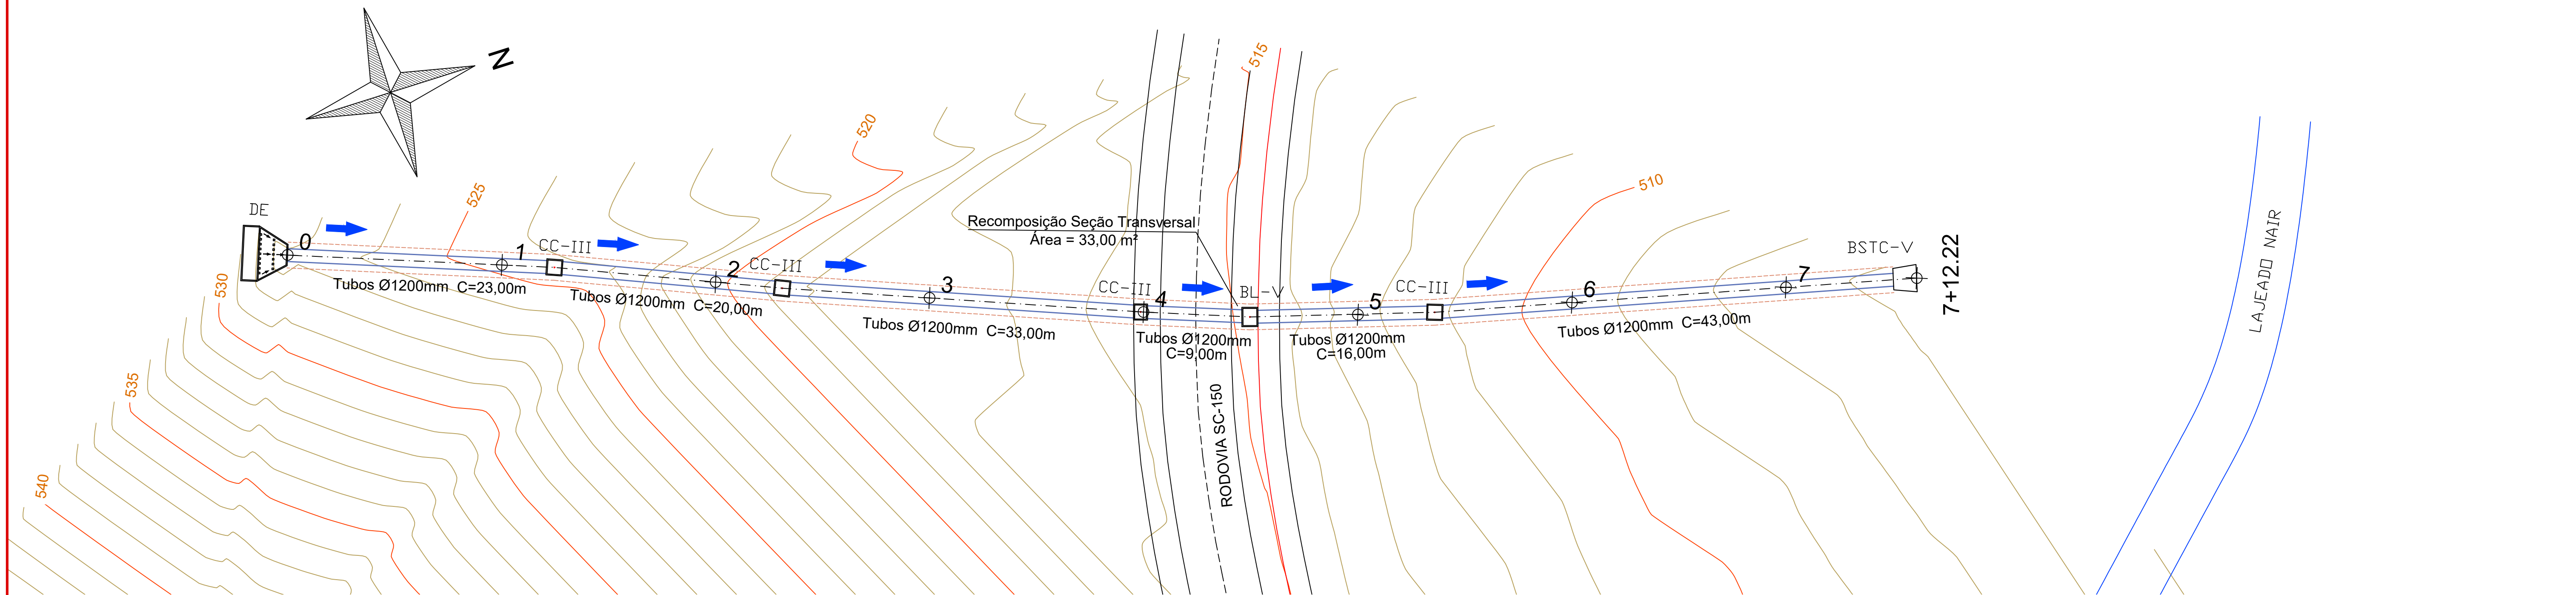 N
515
520
525
DE
0
1
CC-III
2
CC-III
3
Recomposição Seção Transversal
Área = 33,00 m²
CC-III
4
BL-V
5
CC-III
6
510
7
BSTC-V
7+12.22
LAJEADO NAIR
530
Tubos Ø1200mm C=23,00m
Tubos Ø1200mm C=20,00m
Tubos Ø1200mm C=33,00m
Tubos Ø1200mm
C=9,00m
Tubos Ø1200mm
C=16,00m
Tubos Ø1200mm C=43,00m
535
RODOVIA SC-150
540